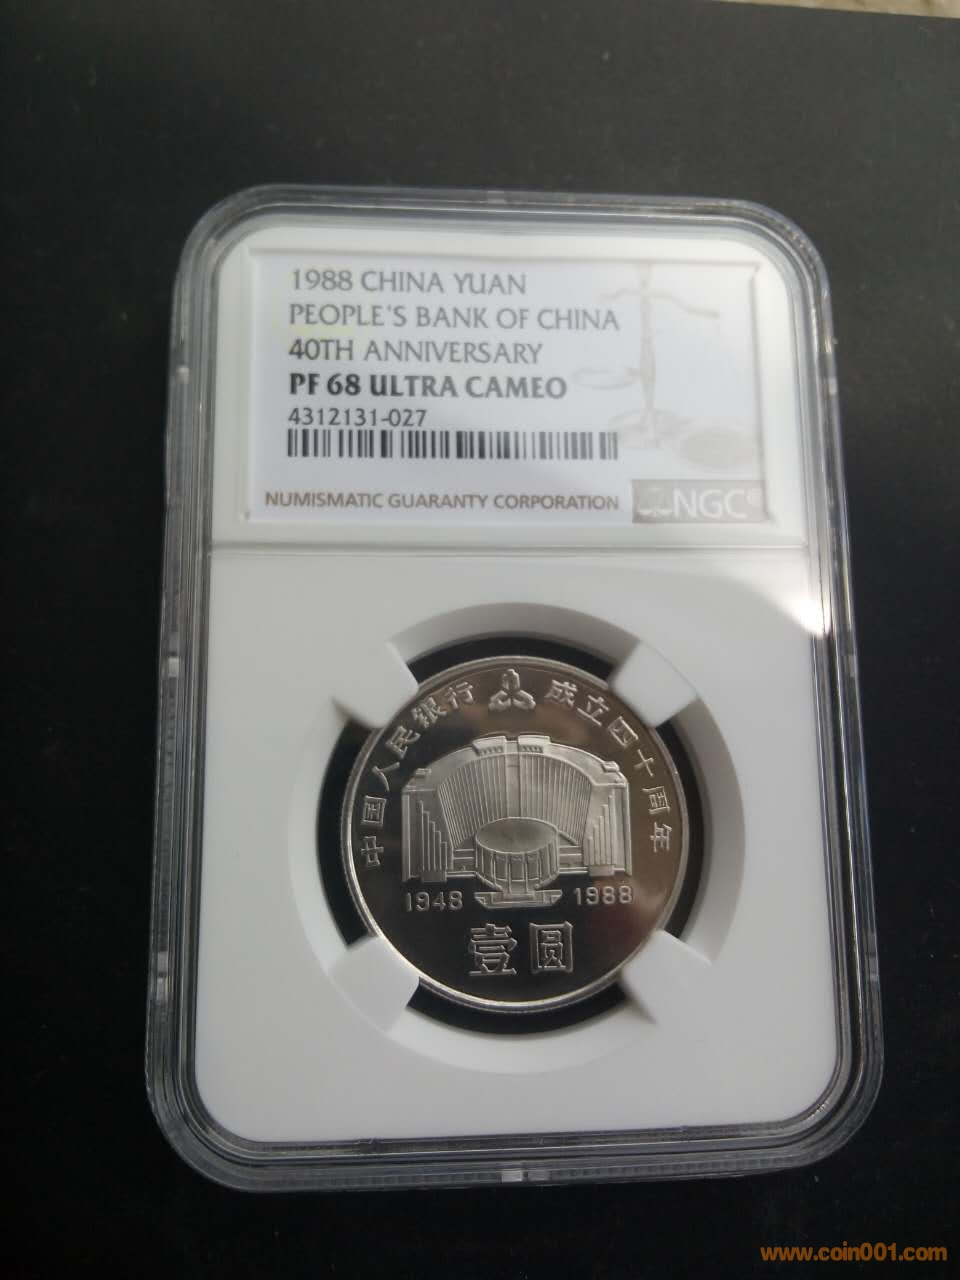 1988 CHINA YUAN
PEOPLE'S BANK OF CHINA
40TH ANNIVERSARY
PF 68 ULTRA CAMEO
4312131-027
NUMISMATIC GUARANTY CORPORATION
NGC®
中国人民银行 成立四十周年
1948 1988
壹圆
www.coin001.com